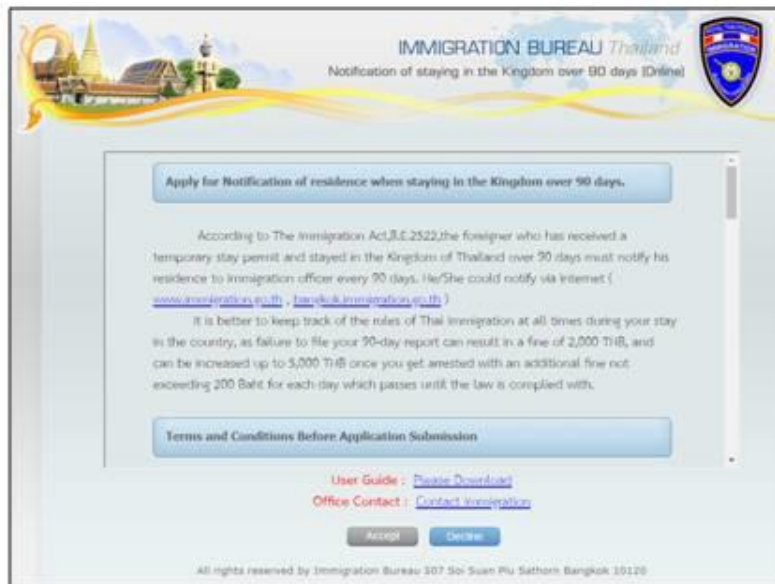 IMMIGRATION BUREAU Thailand
Notification of staying in the Kingdom over 90 days (Online)
IMMIGRATION
Apply for Notification of residence when staying in the Kingdom over 90 days.
According to The Immigration Act,B.E.2522,the foreigner who has received a
temporary stay permit and stayed in the Kingdom of Thailand over 90 days must notify his
residence to immigration officer every 90 days. He/She could notify via internet (
www.immigration.go.th , bangkok.immigration.go.th )
It is better to keep track of the rules of Thai immigration at all times during your stay
in the country, as failure to file your 90-day report can result in a fine of 2,000 THB, and
can be increased up to 5,000 THB once you get arrested with an additional fine not
exceeding 200 Baht for each day which passes until the law is complied with.
Terms and Conditions Before Application Submission
User Guide : Please Download
Office Contact : Contact Immigration
Accept Decline
All rights reserved by Immigration Bureau 507 Soi Suan Plu Sathorn Bangkok 10120